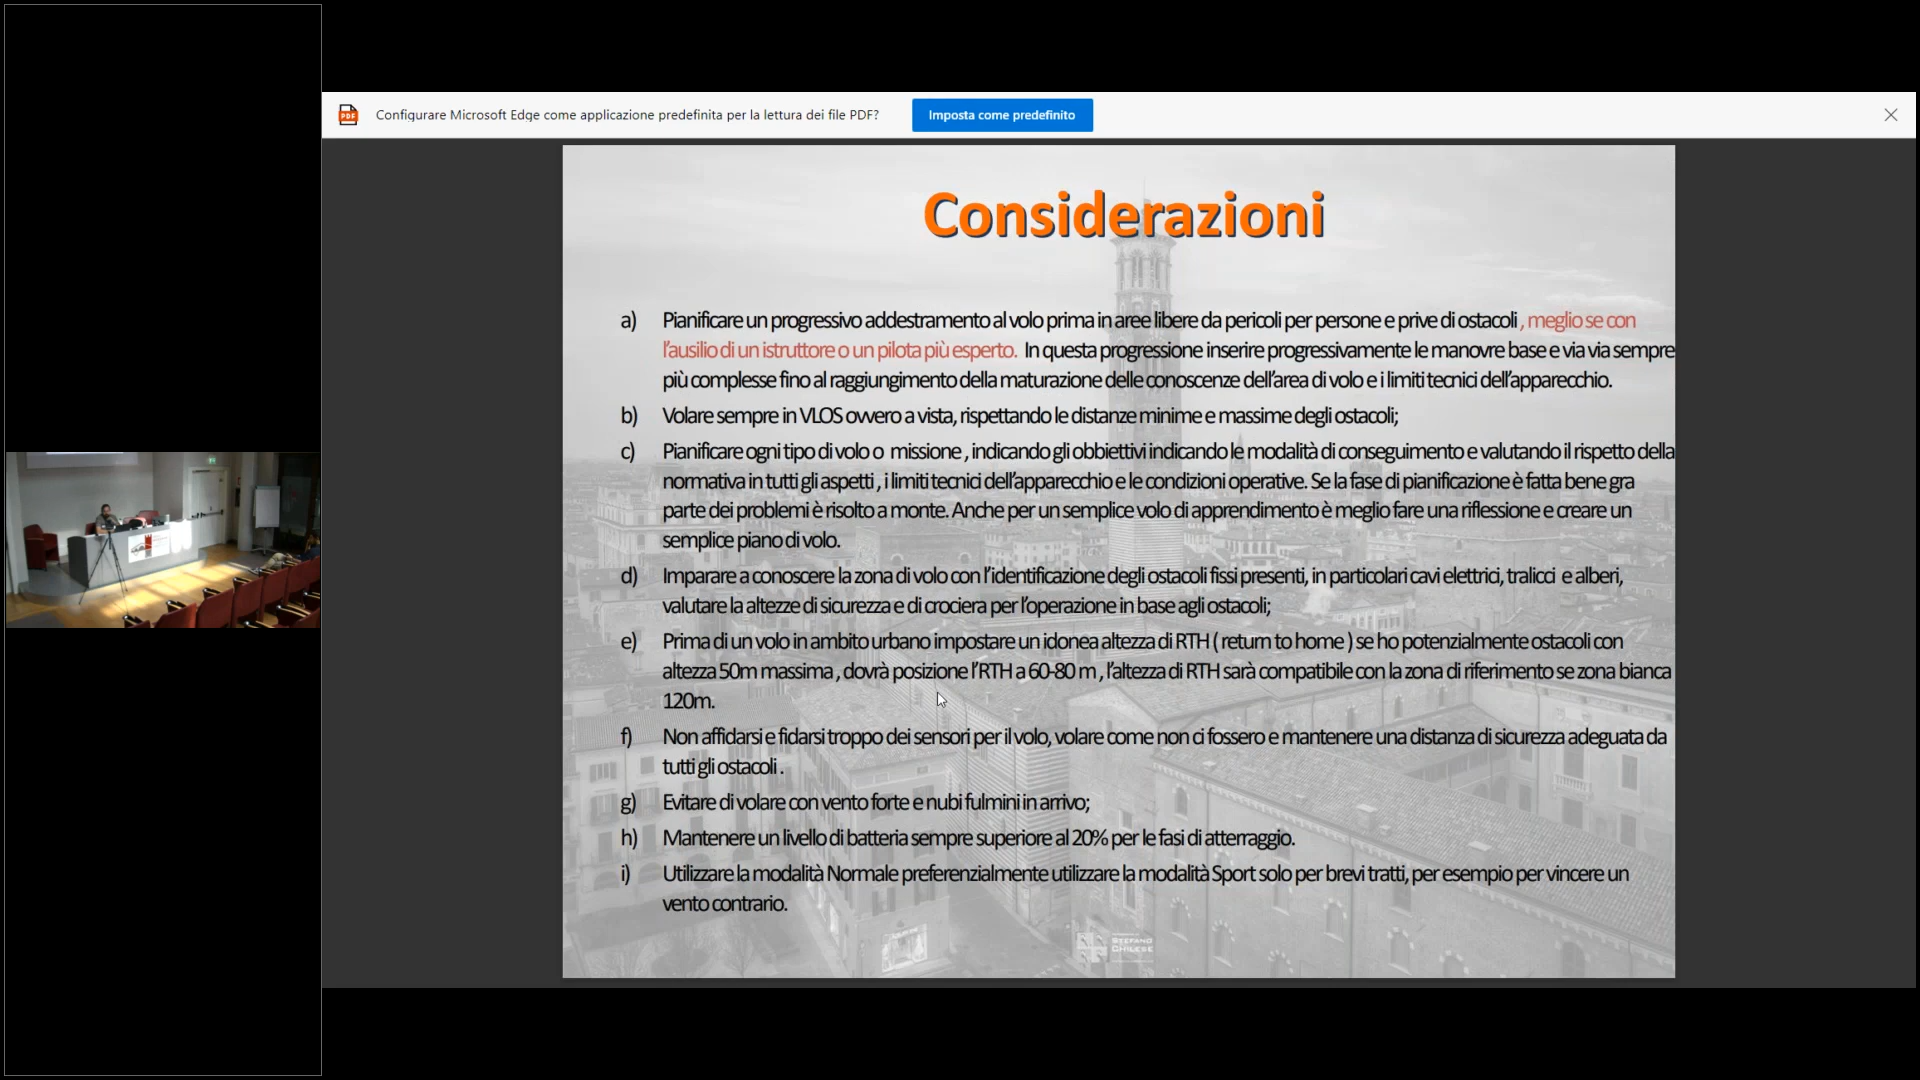 Configurare Microsoft Edge come applicazione predefinita per la lettura dei file PDF?
Imposta come predefinito
Considerazioni
a) Pianificare un progressivo addestramento al volo prima in aree libere da pericoli per persone e prive di ostacoli , meglio se con
l'ausilio di un istruttore o un pilota più esperto. In questa progressione inserire progressivamente le manovre base e via via sempre
più complesse fino al raggiungimento della maturazione delle conoscenze dell'area di volo e i limiti tecnici dell'apparecchio.
b) Volare sempre in VLOS ovvero a vista, rispettando le distanze minime e massime degli ostacoli;
c) Pianificare ogni tipo di volo o missione , indicando gli obbiettivi indicando le modalità di conseguimento e valutando il rispetto della
normativa in tutti gli aspetti , i limiti tecnici dell'apparecchio e le condizioni operative. Se la fase di pianificazione è fatta bene gra
parte dei problemi è risolto a monte. Anche per un semplice volo di apprendimento è meglio fare una riflessione e creare un
semplice piano di volo.
d) Imparare a conoscere la zona di volo con l'identificazione degli ostacoli fissi presenti, in particolari cavi elettrici, tralicci e alberi,
valutare la altezze di sicurezza e di crociera per l'operazione in base agli ostacoli;
e) Prima di un volo in ambito urbano impostare un idonea altezza di RTH ( return to home ) se ho potenzialmente ostacoli con
altezza 50m massima , dovrà posizione l'RTH a 60-80 m , l'altezza di RTH sarà compatibile con la zona di riferimento se zona bianca
120m.
f) Non affidarsi e fidarsi troppo dei sensori per il volo, volare come non ci fossero e mantenere una distanza di sicurezza adeguata da
tutti gli ostacoli .
g) Evitare di volare con vento forte e nubi fulmini in arrivo;
h) Mantenere un livello di batteria sempre superiore al 20% per le fasi di atterraggio.
i) Utilizzare la modalità Normale preferenzialmente utilizzare la modalità Sport solo per brevi tratti, per esempio per vincere un
vento contrario.
STEFANO
CHILESE